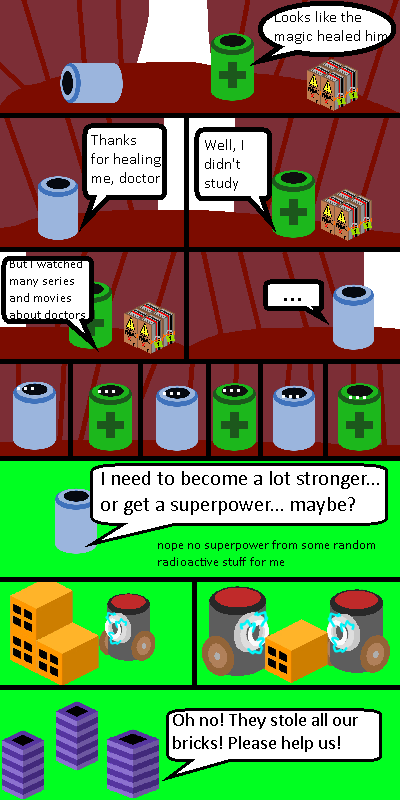 Looks like the
magic healed him
Thanks
for healing
me, doctor
Well, I
didn't
study
But I watched
many series
and movies
about doctors
...
I need to become a lot stronger...
or get a superpower... maybe?
nope no superpower from some random
radioactive stuff for me
Oh no! They stole all our
bricks! Please help us!